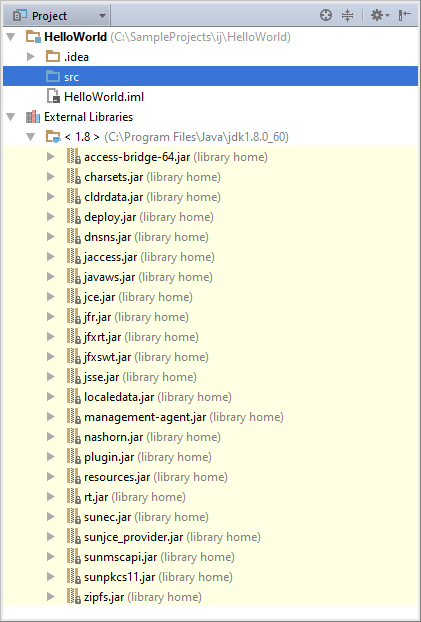 Project
HelloWorld (C:\SampleProjects\ij\HelloWorld)
.idea
src
HelloWorld.iml
External Libraries
< 1.8 > (C:\Program Files\Java\jdk1.8.0_60)
access-bridge-64.jar (library home)
charsets.jar (library home)
cldrdata.jar (library home)
deploy.jar (library home)
dnsns.jar (library home)
jaccess.jar (library home)
javaws.jar (library home)
jce.jar (library home)
jfr.jar (library home)
jfxrt.jar (library home)
jfxswt.jar (library home)
jsse.jar (library home)
localedata.jar (library home)
management-agent.jar (library home)
nashorn.jar (library home)
plugin.jar (library home)
resources.jar (library home)
rt.jar (library home)
sunec.jar (library home)
sunjce_provider.jar (library home)
sunmscapi.jar (library home)
sunpkcs11.jar (library home)
zipfs.jar (library home)